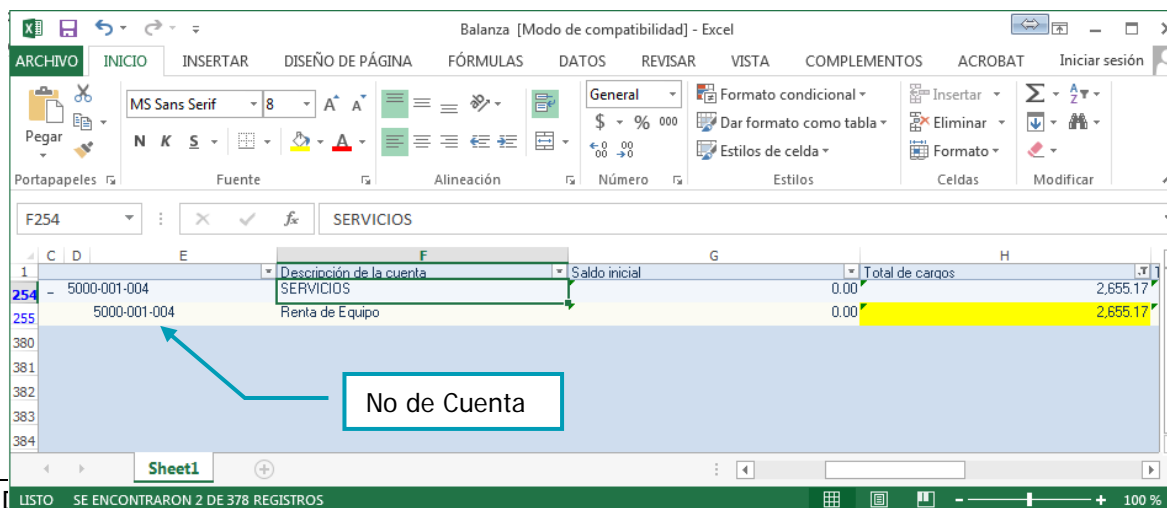 Balanza [Modo de compatibilidad] - Excel
ARCHIVO INICIO INSERTAR DISEÑO DE PÁGINA FÓRMULAS DATOS REVISAR VISTA COMPLEMENTOS ACROBAT Iniciar sesión
Pegar
MS Sans Serif 8
N K S
General
$ % 000
Formato condicional
Dar formato como tabla
Estilos de celda
Insertar
Eliminar
Formato
Portapapeles Fuente Alineación Número Estilos Celdas Modificar
F254 fx SERVICIOS
C D E F G H
1 Descripción de la cuenta Saldo inicial Total de cargos T
254 - 5000-001-004 SERVICIOS 0.00 2,655.17
255 5000-001-004 Renta de Equipo 0.00 2,655.17
380
381
382
383
384
No de Cuenta
Sheet1
LISTO SE ENCONTRARON 2 DE 378 REGISTROS 100 %